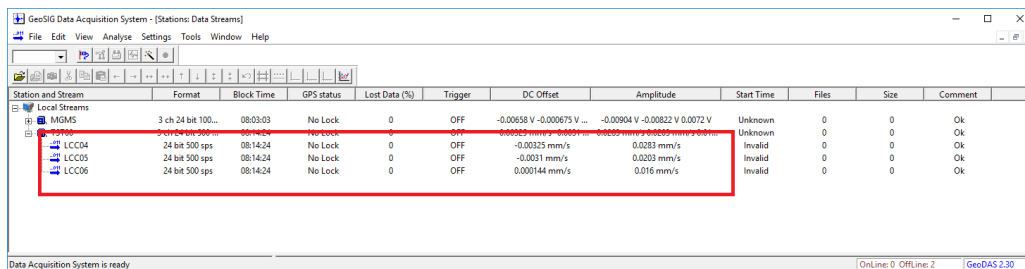 GeoSIG Data Acquisition System - [Stations: Data Streams]
File Edit View Analyse Settings Tools Window Help
Station and Stream Format Block Time GPS status Lost Data (%) Trigger DC Offset Amplitude Start Time Files Size Comment
Local Streams
MGMS 3 ch 24 bit 100... 08:03:03 No Lock 0 OFF -0.00658 V -0.000675 V ... -0.00904 V -0.00822 V 0.0072 V Unknown 0 0 Ok
3 ch 24 bit 500 ... 08:14:24 No Lock 0 OFF Unknown 0 0 Ok
LCC04 24 bit 500 sps 08:14:24 No Lock 0 OFF -0.00325 mm/s 0.0283 mm/s Invalid 0 0 Ok
LCC05 24 bit 500 sps 08:14:24 No Lock 0 OFF -0.0031 mm/s 0.0203 mm/s Invalid 0 0 Ok
LCC06 24 bit 500 sps 08:14:24 No Lock 0 OFF 0.000144 mm/s 0.016 mm/s Invalid 0 0 Ok
Data Acquisition System is ready OnLine: 0 OffLine: 2 GeoDAS 2.30